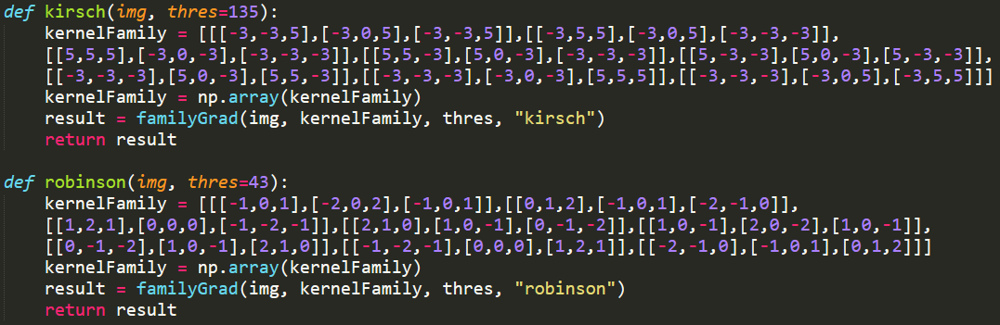 def kirsch(img, thres=135):
    kernelFamily = [[[-3,-3,5],[-3,0,5],[-3,-3,5]],[[-3,5,5],[-3,0,5],[-3,-3,-3]],
    [[5,5,5],[-3,0,-3],[-3,-3,-3]],[[5,5,-3],[5,0,-3],[-3,-3,-3]],[[5,-3,-3],[5,0,-3],[5,-3,-3]],
    [[-3,-3,-3],[5,0,-3],[5,5,-3]],[[-3,-3,-3],[-3,0,-3],[5,5,5]],[[-3,-3,-3],[-3,0,5],[-3,5,5]]]
    kernelFamily = np.array(kernelFamily)
    result = familyGrad(img, kernelFamily, thres, "kirsch")
    return result
def robinson(img, thres=43):
    kernelFamily = [[[-1,0,1],[-2,0,2],[-1,0,1]],[[0,1,2],[-1,0,1],[-2,-1,0]],
    [[1,2,1],[0,0,0],[-1,-2,-1]],[[2,1,0],[1,0,-1],[0,-1,-2]],[[1,0,-1],[2,0,-2],[1,0,-1]],
    [[0,-1,-2],[1,0,-1],[2,1,0]],[[-1,-2,-1],[0,0,0],[1,2,1]],[[-2,-1,0],[-1,0,1],[0,1,2]]]
    kernelFamily = np.array(kernelFamily)
    result = familyGrad(img, kernelFamily, thres, "robinson")
    return result